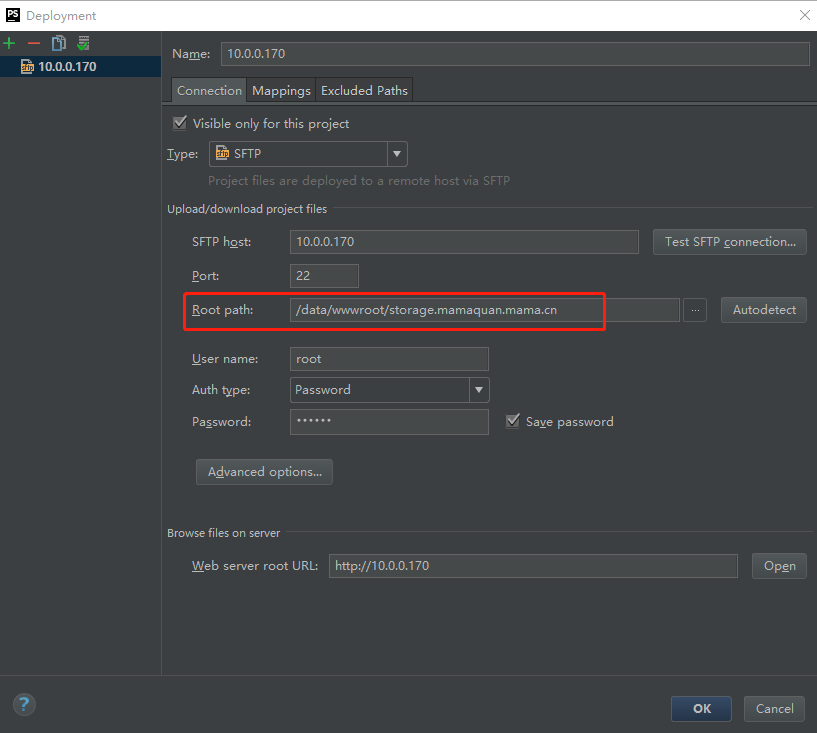 PS Deployment
10.0.0.170
Name: 10.0.0.170
Connection Mappings Excluded Paths
Visible only for this project
Type: SFTP
Project files are deployed to a remote host via SFTP
Upload/download project files
SFTP host: 10.0.0.170 Test SFTP connection...
Port: 22
Root path: /data/wwwroot/storage.mamaquan.mama.cn ... Autodetect
User name: root
Auth type: Password
Password: •••••• Save password
Advanced options...
Browse files on server
Web server root URL: http://10.0.0.170 Open
? OK Cancel